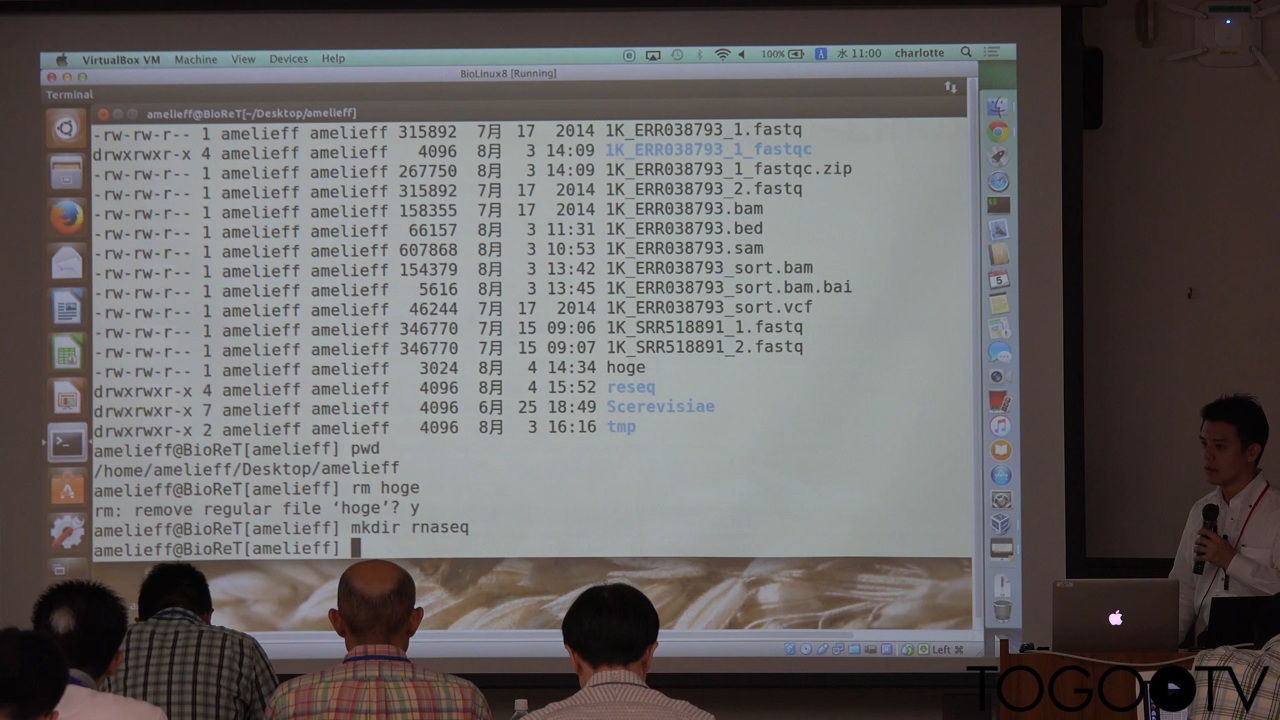 VirtualBox VM Machine View Devices Help 100% A 水 11:00 charlotte
BioLinux8 [Running]
Terminal
amelieff@BioReT[~/Desktop/amelieff]
-rw-rw-r-- 1 amelieff amelieff 315892 7月 17 2014 1K_ERR038793_1.fastq
drwxrwxr-x 4 amelieff amelieff 4096 8月 3 14:09 1K_ERR038793_1_fastqc
-rw-rw-r-- 1 amelieff amelieff 267750 8月 3 14:09 1K_ERR038793_1_fastqc.zip
-rw-rw-r-- 1 amelieff amelieff 315892 7月 17 2014 1K_ERR038793_2.fastq
-rw-rw-r-- 1 amelieff amelieff 158355 7月 17 2014 1K_ERR038793.bam
-rw-rw-r-- 1 amelieff amelieff 66157 8月 3 11:31 1K_ERR038793.bed
-rw-rw-r-- 1 amelieff amelieff 607868 8月 3 10:53 1K_ERR038793.sam
-rw-rw-r-- 1 amelieff amelieff 154379 8月 3 13:42 1K_ERR038793_sort.bam
-rw-rw-r-- 1 amelieff amelieff 5616 8月 3 13:45 1K_ERR038793_sort.bam.bai
-rw-rw-r-- 1 amelieff amelieff 46244 7月 17 2014 1K_ERR038793_sort.vcf
-rw-rw-r-- 1 amelieff amelieff 346770 7月 15 09:06 1K_SRR518891_1.fastq
-rw-rw-r-- 1 amelieff amelieff 346770 7月 15 09:07 1K_SRR518891_2.fastq
-rw-rw-r-- 1 amelieff amelieff 3024 8月 4 14:34 hoge
drwxrwxr-x 4 amelieff amelieff 4096 8月 4 15:52 reseq
drwxrwxr-x 7 amelieff amelieff 4096 6月 25 18:49 Scerevisiae
drwxrwxr-x 2 amelieff amelieff 4096 8月 3 16:16 tmp
amelieff@BioReT[amelieff] pwd
/home/amelieff/Desktop/amelieff
amelieff@BioReT[amelieff] rm hoge
rm: remove regular file ‘hoge’? y
amelieff@BioReT[amelieff] mkdir rnaseq
amelieff@BioReT[amelieff]
5
Left ⌘
TOGOTV